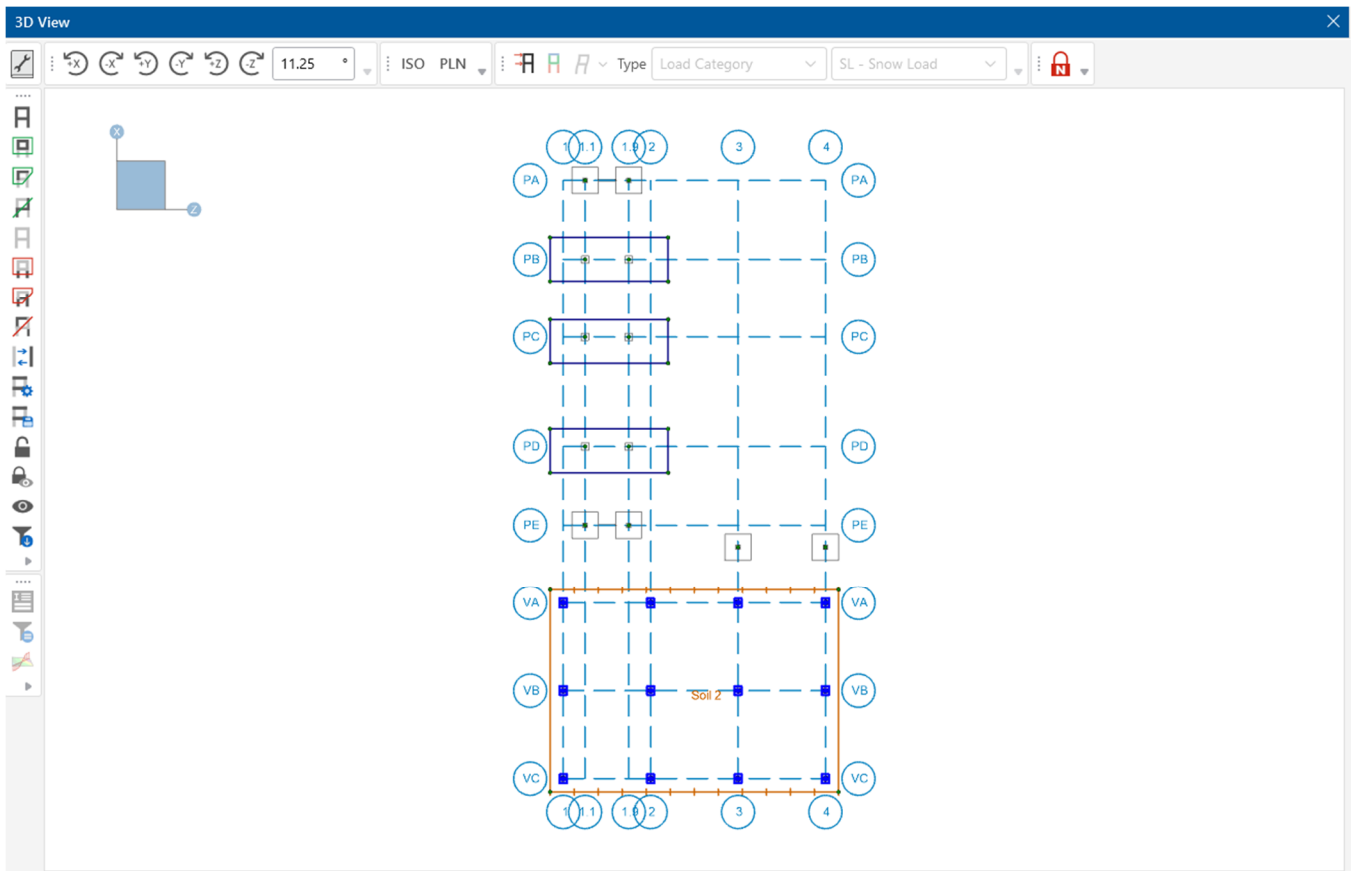 3D View
+X -X +Y -Y +Z -Z 11.25 ° ISO PLN Type Load Category SL - Snow Load N
X
Z
1 1.1 1.9 2 3 4
PA PA
PB PB
PC PC
PD PD
PE PE
VA VA
VB Soil 2 VB
VC VC
1 1.1 1.9 2 3 4